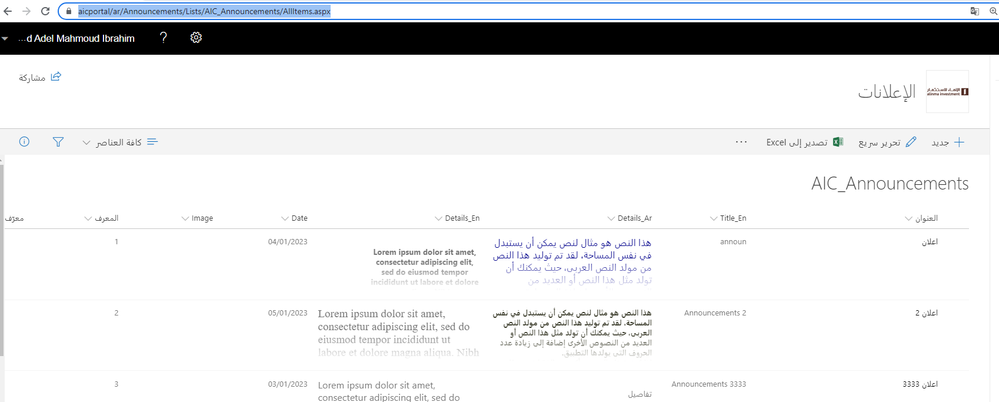 aicportal/ar/Announcements/Lists/AIC_Announcements/AllItems.aspx
...d Adel Mahmoud Ibrahim ?
مشاركة
الإنماء للاستثمار
alinma investment
الإعلانات
جديد
تحرير سريع
تصدير إلى Excel
...
كافة العناصر
AIC_Announcements
العنوان
Title_En
Details_Ar
Details_En
Date
Image
المعرف
معرّف
اعلان
announ
هذا النص هو مثال لنص يمكن أن يستبدل
في نفس المساحة، لقد تم توليد هذا النص
من مولد النص العربى، حيث يمكنك أن
تولد مثل هذا النص أو العديد من
Lorem ipsum dolor sit amet,
consectetur adipiscing elit,
sed do eiusmod tempor
incididunt ut labore et dolore
04/01/2023
1
اعلان 2
Announcements 2
هذا النص هو مثال لنص يمكن أن يستبدل في نفس
المساحة، لقد تم توليد هذا النص من مولد النص
العربى، حيث يمكنك أن تولد مثل هذا النص أو
العديد من النصوص الأخرى إضافة إلى زيادة عدد
الحروف التى يولدها التطبيق.
Lorem ipsum dolor sit amet,
consectetur adipiscing elit, sed do
eiusmod tempor incididunt ut
labore et dolore magna aliqua. Nibh
05/01/2023
2
اعلان 3333
Announcements 3333
تفاصيل
Lorem ipsum dolor sit amet,
consectetur adipiscing elit, sed do
03/01/2023
3